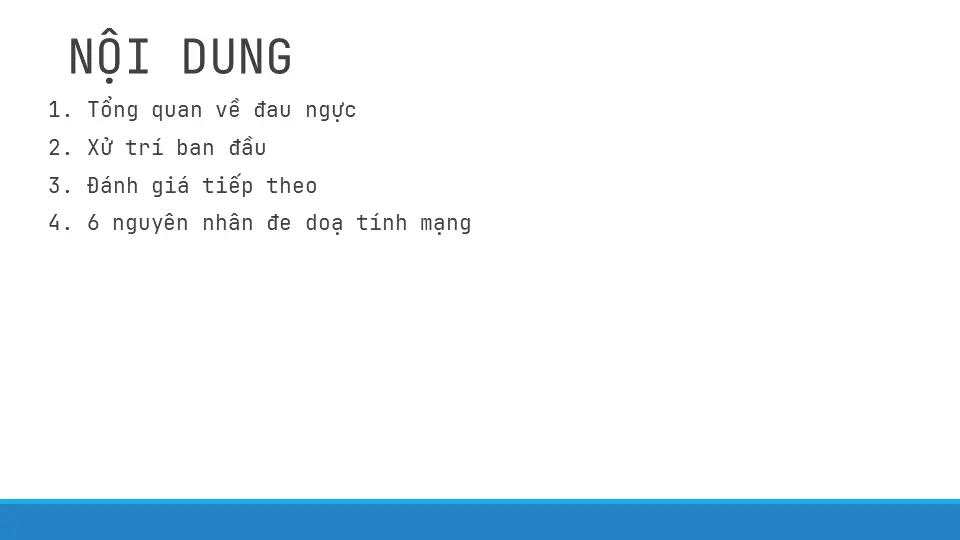 NỘI DUNG
1. Tổng quan về đau ngực
2. Xử trí ban đầu
3. Đánh giá tiếp theo
4. 6 nguyên nhân đe doạ tính mạng